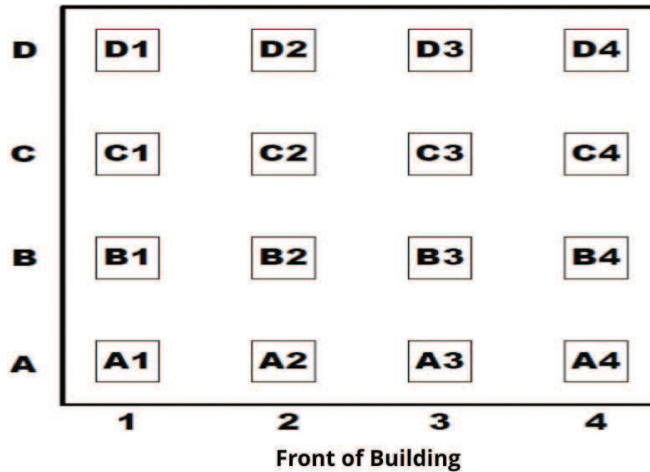 D D1 D2 D3 D4
C C1 C2 C3 C4
B B1 B2 B3 B4
A A1 A2 A3 A4
1 2 3 4
Front of Building